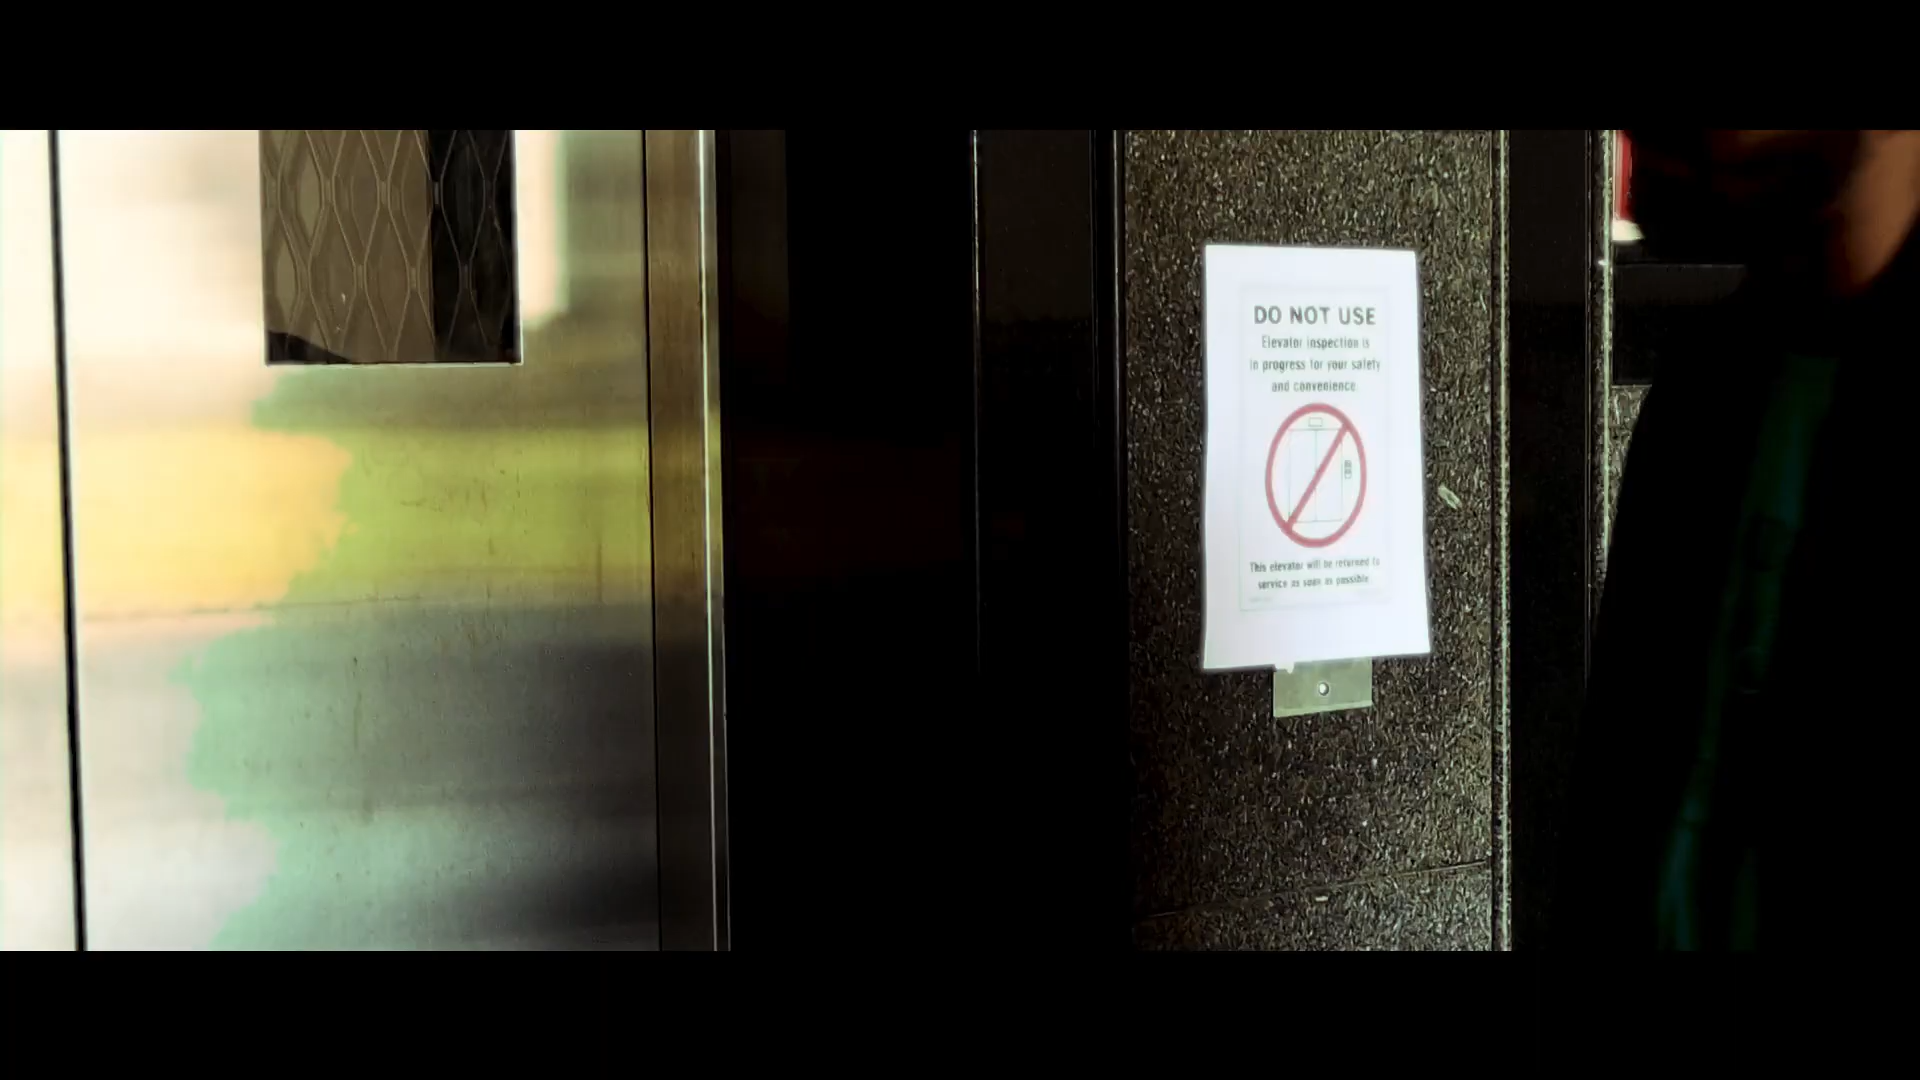 DO NOT USE
Elevator inspection is
in progress for your safety
and convenience
This elevator will be returned to
service as soon as possible